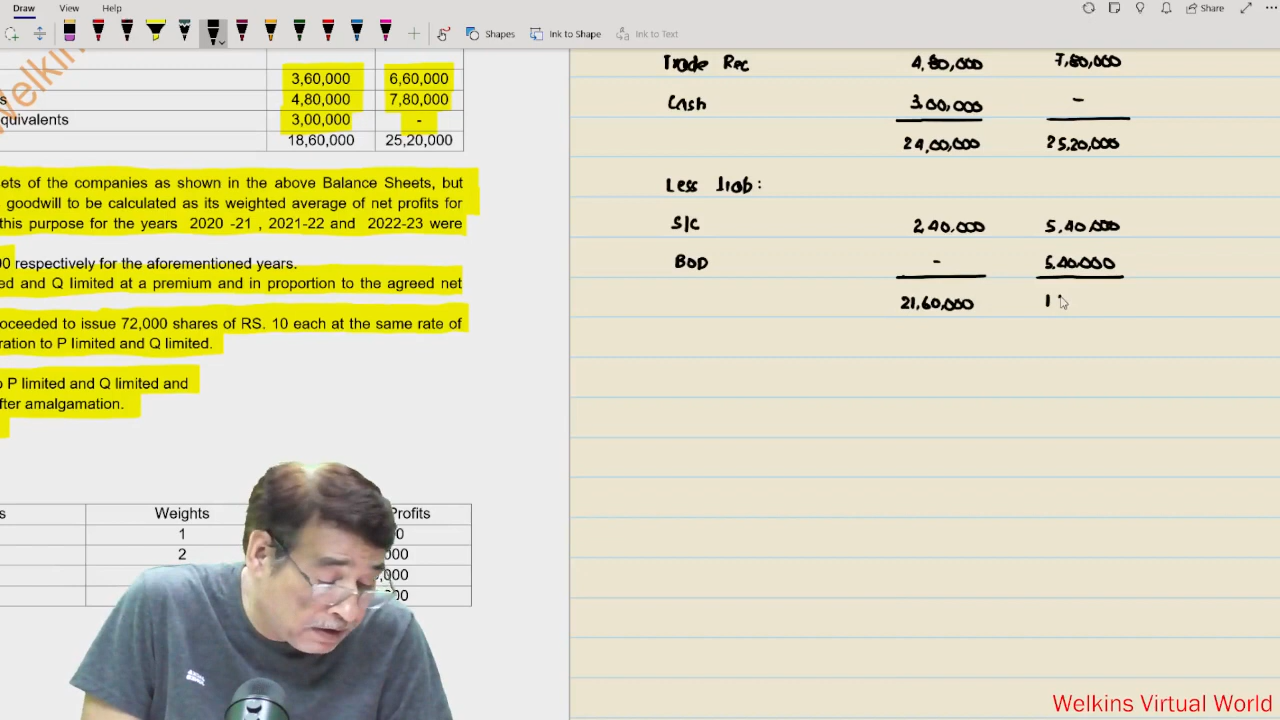 Draw View Help
Share
Shapes Ink to Shape Ink to Text
Welkin
3,60,000 6,60,000
s 4,80,000 7,80,000
equivalents 3,00,000 -
18,60,000 25,20,000
ets of the companies as shown in the above Balance Sheets, but
goodwill to be calculated as its weighted average of net profits for
this purpose for the years 2020 -21 , 2021-22 and 2022-23 were
00 respectively for the aforementioned years.
ed and Q limited at a premium and in proportion to the agreed net
oceeded to issue 72,000 shares of RS. 10 each at the same rate of
ration to P limited and Q limited.
o P limited and Q limited and
fter amalgamation.
s Weights Profits
1 00
2 000
,000
00
Trade Rec 4,80,000 7,80,000
Cash 3,00,000 -
24,00,000 25,20,000
Less liab:
S/C 2,40,000 5,40,000
BOD - 5,40,000
21,60,000 1
Welkins Virtual World